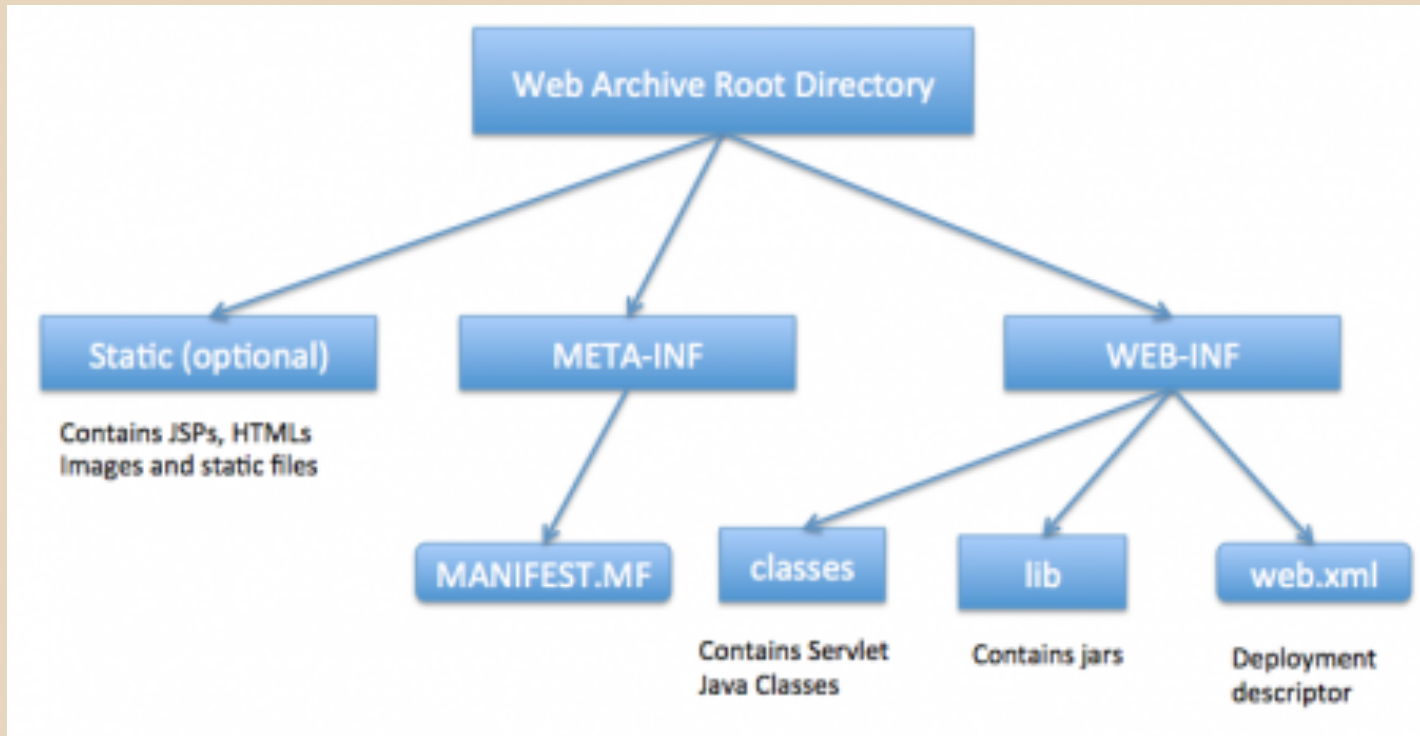 Web Archive Root Directory
Static (optional)
META-INF
WEB-INF
Contains JSPs, HTMLs
Images and static files
MANIFEST.MF
classes
lib
web.xml
Contains Servlet
Java Classes
Contains jars
Deployment
descriptor